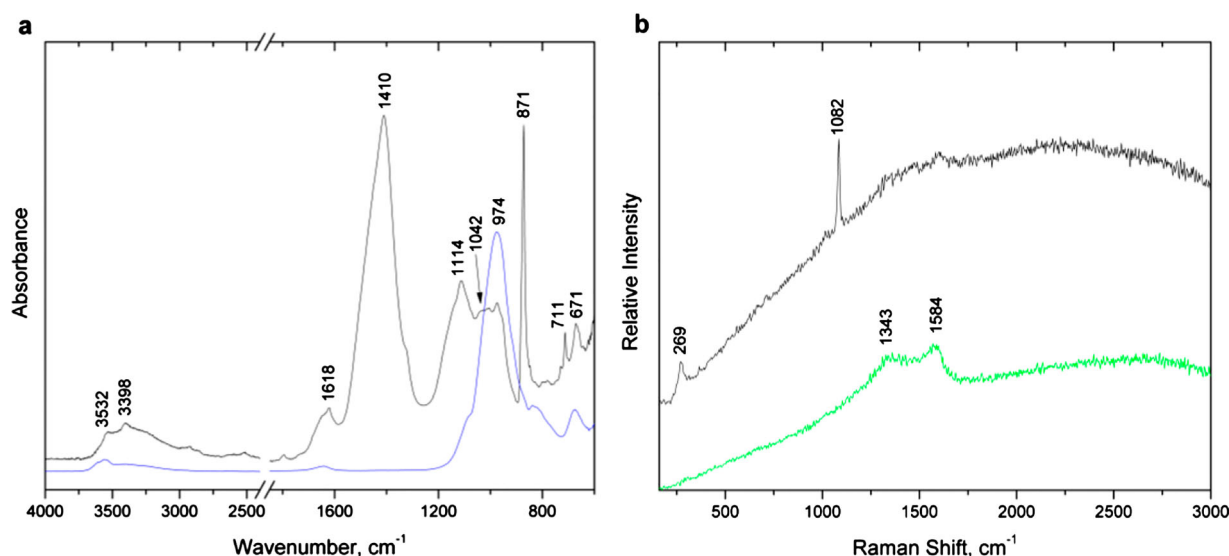 a
Absorbance
3532
3398
1618
1410
1114
1042
974
871
711
671
4000 3500 3000 2500 1600 1200 800
Wavenumber, cm⁻¹
b
Relative Intensity
269
1082
1343
1584
500 1000 1500 2000 2500 3000
Raman Shift, cm⁻¹